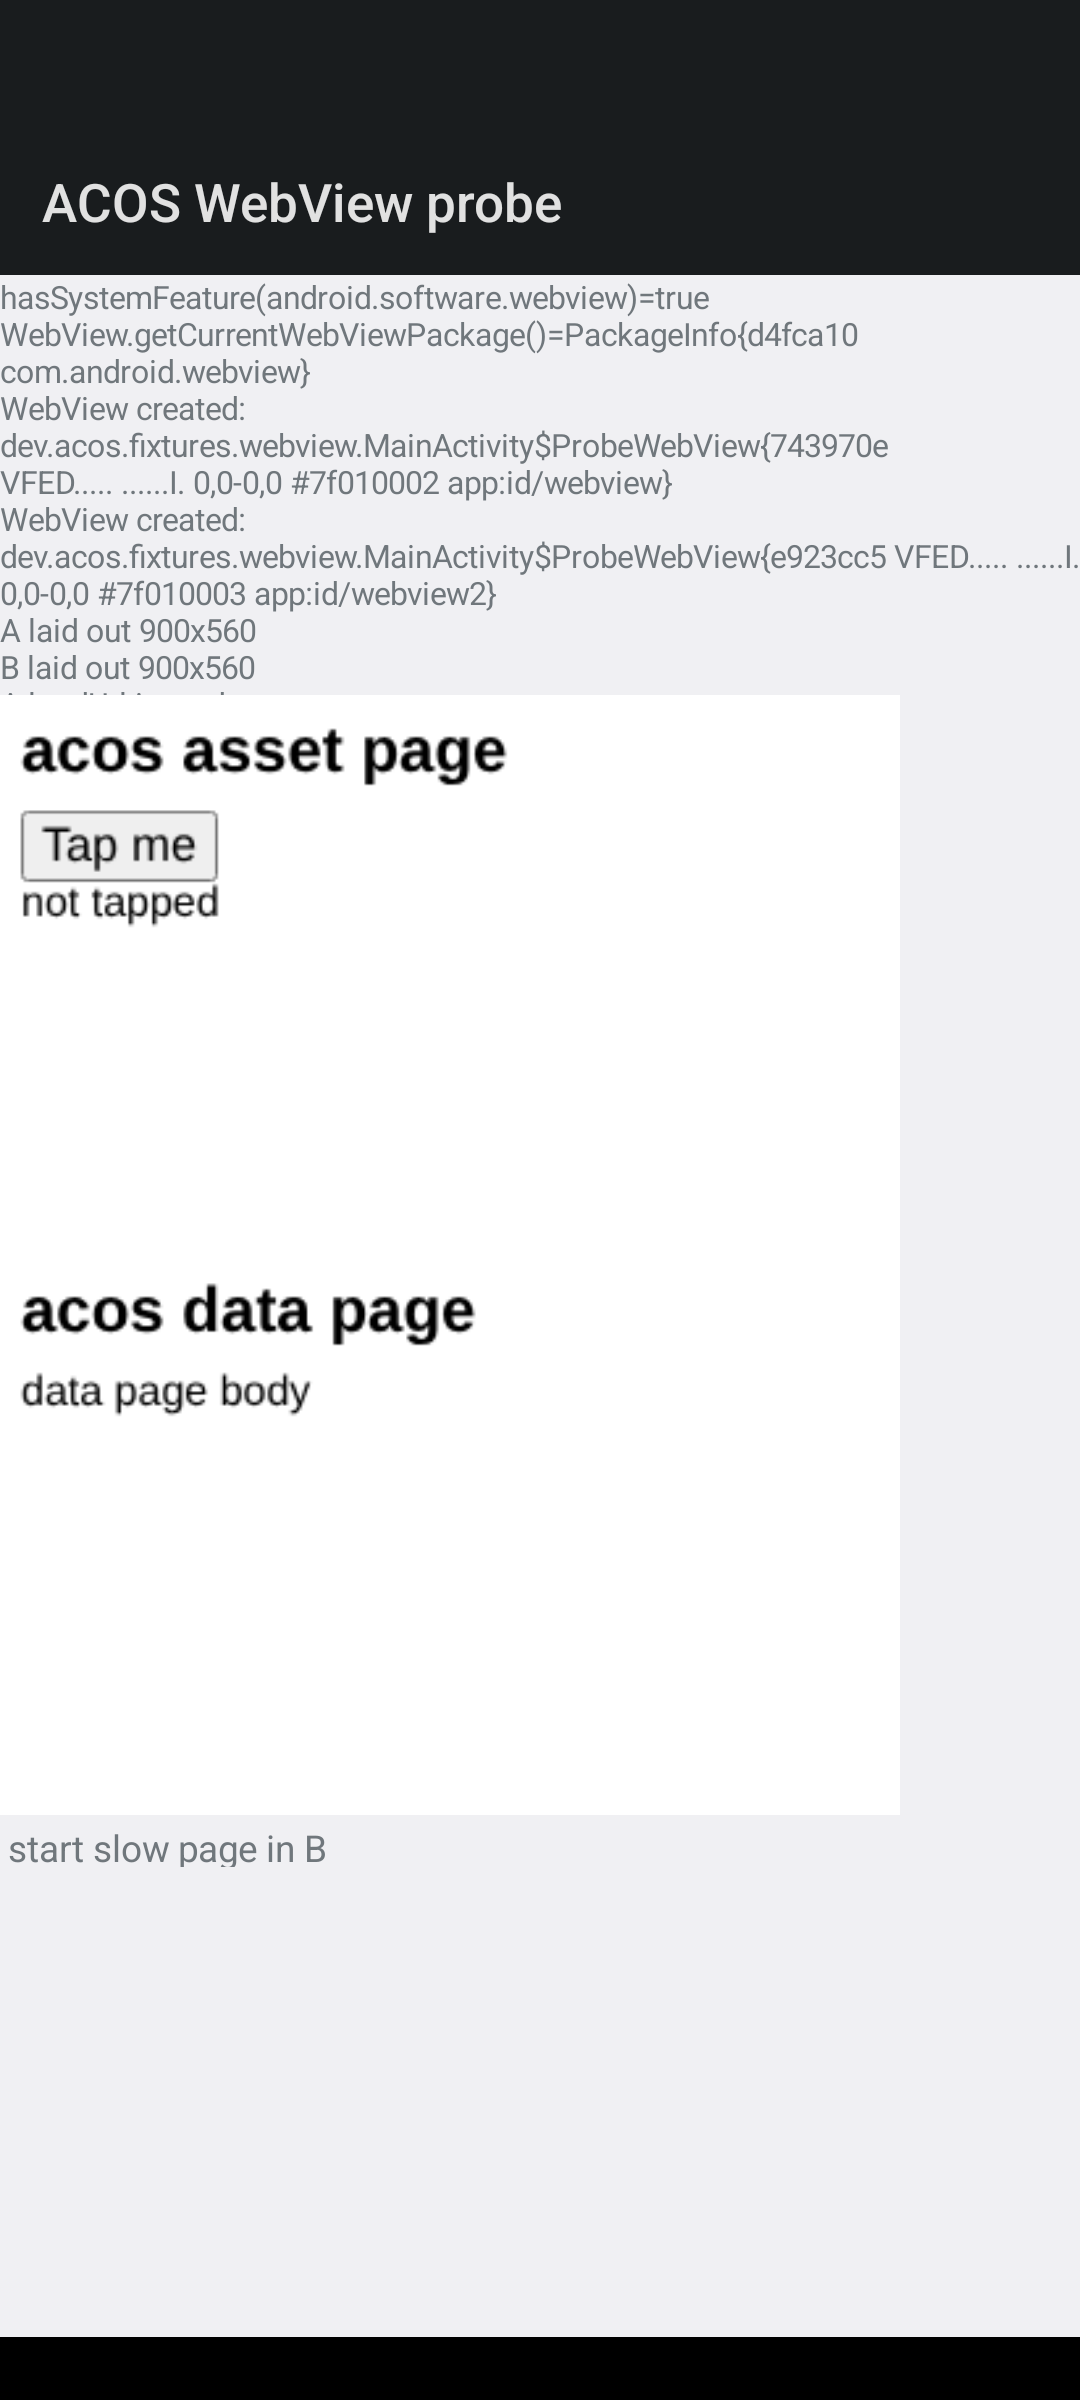 ACOS WebView probe
hasSystemFeature(android.software.webview)=true
WebView.getCurrentWebViewPackage()=PackageInfo{d4fca10
com.android.webview}
WebView created:
dev.acos.fixtures.webview.MainActivity$ProbeWebView{743970e
VFED..... ......I. 0,0-0,0 #7f010002 app:id/webview}
WebView created:
dev.acos.fixtures.webview.MainActivity$ProbeWebView{e923cc5 VFED..... ......I.
0,0-0,0 #7f010003 app:id/webview2}
A laid out 900x560
B laid out 900x560
acos asset page
Tap me
not tapped
acos data page
data page body
start slow page in B